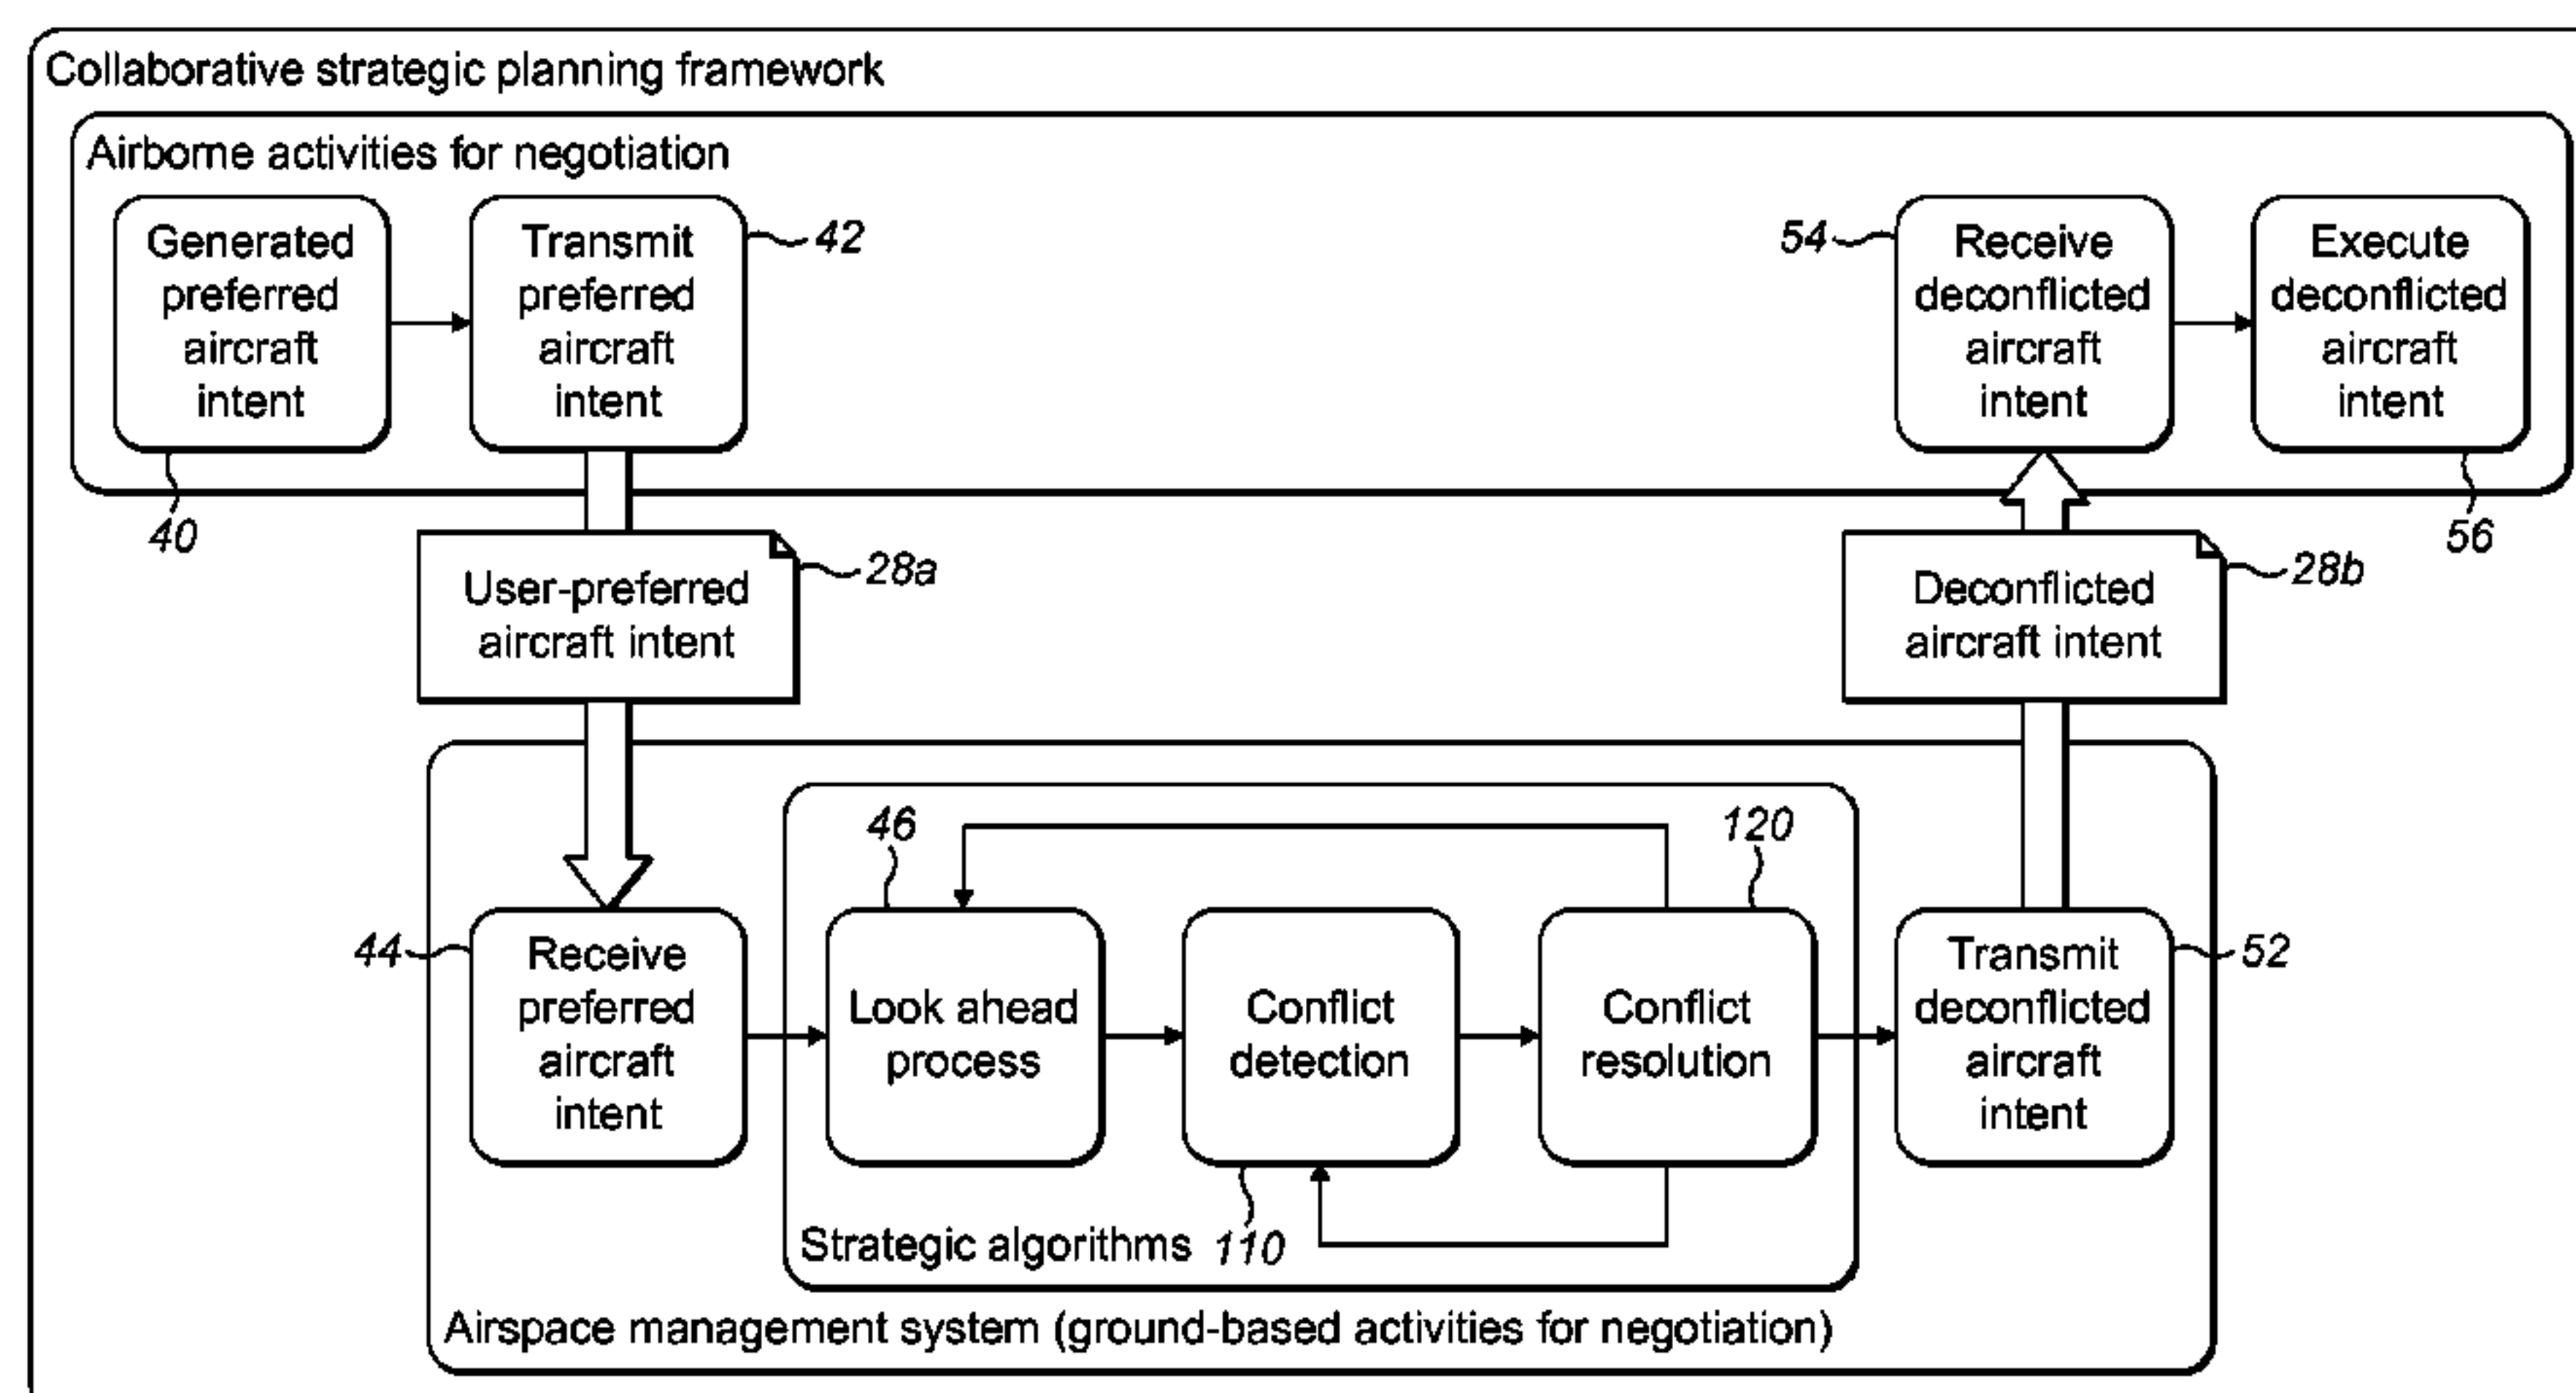 Collaborative strategic planning framework
Airborne activities for negotiation
Generated
preferred
aircraft
intent
40
Transmit
preferred
aircraft
intent
42
54
Receive
deconflicted
aircraft
intent
Execute
deconflicted
aircraft
intent
56
User-preferred
aircraft intent
28a
Deconflicted
aircraft intent
28b
44
Receive
preferred
aircraft
intent
46
Look ahead
process
Conflict
detection
110
120
Conflict
resolution
Strategic algorithms
Transmit
deconflicted
aircraft
intent
52
Airspace management system (ground-based activities for negotiation)